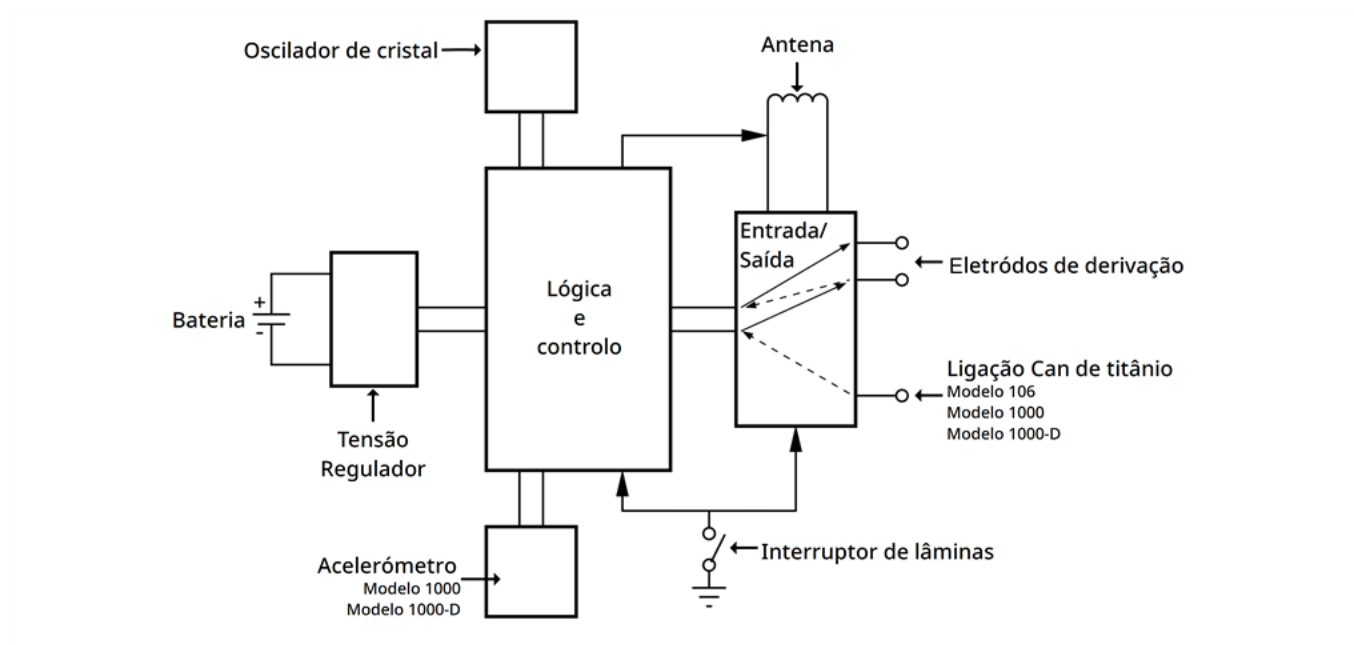 Oscilador de cristal
Antena
Entrada/
Saída
Eletródos de derivação
Lógica
e
controlo
+
Bateria
-
Ligação Can de titânio
Modelo 106
Modelo 1000
Modelo 1000-D
Tensão
Regulador
Interruptor de lâminas
Acelerómetro
Modelo 1000
Modelo 1000-D